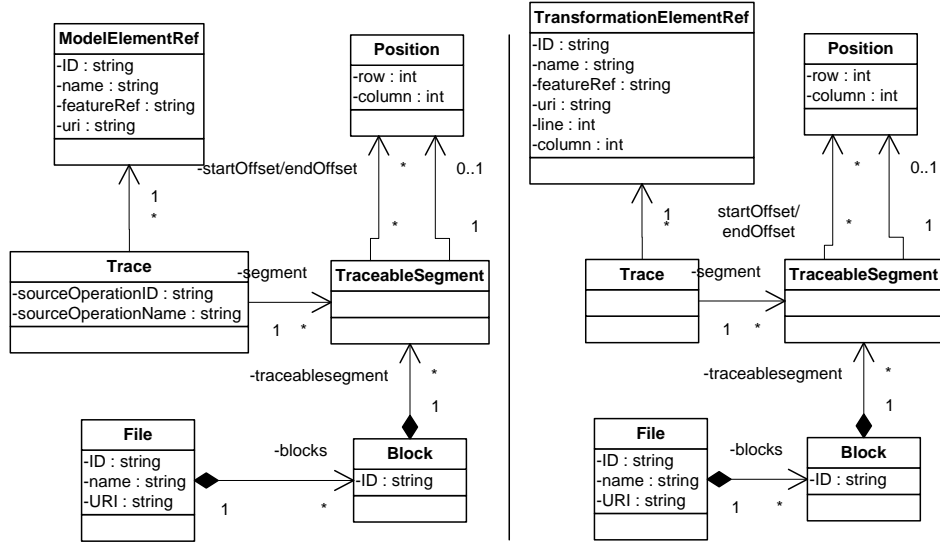 ModelElementRef
-ID : string
-name : string
-featureRef : string
-uri : string
Position
-row : int
-column : int
-startOffset/endOffset
*
0..1
1
*
*
1
Trace
-sourceOperationID : string
-sourceOperationName : string
-segment
1
*
TraceableSegment
-traceablesegment
*
1
File
-ID : string
-name : string
-URI : string
-blocks
1
*
Block
-ID : string
TransformationElementRef
-ID : string
-name : string
-featureRef : string
-uri : string
-line : int
-column : int
Position
-row : int
-column : int
*
0..1
1
*
startOffset/
endOffset
*
1
Trace
-segment
1
*
TraceableSegment
-traceablesegment
*
1
File
-ID : string
-name : string
-URI : string
-blocks
1
*
Block
-ID : string